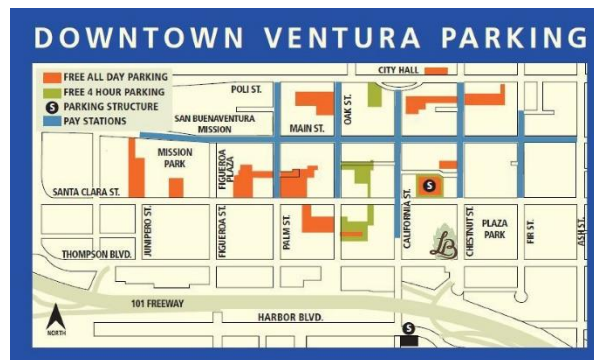 DOWNTOWN VENTURA PARKING
CITY HALL
FREE ALL DAY PARKING
FREE 4 HOUR PARKING
S PARKING STRUCTURE
PAY STATIONS
POLI ST.
SAN BUENAVENTURA
MISSION
MAIN ST.
OAK ST.
MISSION
PARK
FIGUEROA
PLAZA
S
SANTA CLARA ST.
JUNIPERO ST.
FIGUEROA ST.
PALM ST.
CALIFORNIA ST.
LB
CHESTNUT ST.
PLAZA
PARK
FIR ST.
ASH ST.
THOMPSON BLVD.
101 FREEWAY
HARBOR BLVD.
S
NORTH